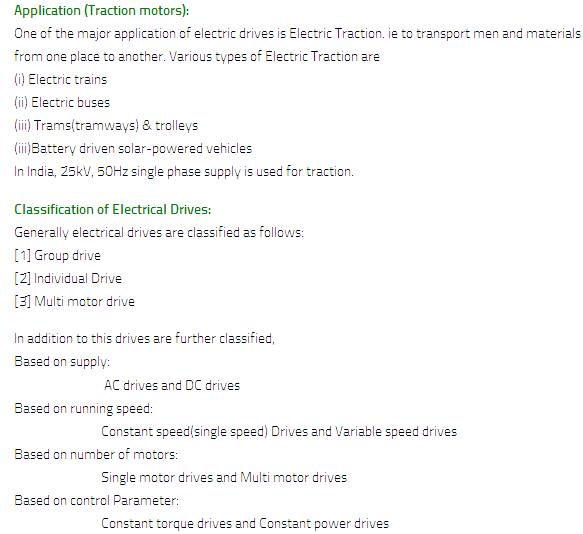 Application (Traction motors):
One of the major application of electric drives is Electric Traction. ie to transport men and materials
from one place to another. Various types of Electric Traction are
(i) Electric trains
(ii) Electric buses
(iii) Trams(tramways) & trolleys
(iii)Battery driven solar-powered vehicles
In India, 25kV, 50Hz single phase supply is used for traction.
Classification of Electrical Drives:
Generally electrical drives are classified as follows:
[1] Group drive
[2] Individual Drive
[3] Multi motor drive
In addition to this drives are further classified,
Based on supply:
AC drives and DC drives
Based on running speed:
Constant speed(single speed) Drives and Variable speed drives
Based on number of motors:
Single motor drives and Multi motor drives
Based on control Parameter:
Constant torque drives and Constant power drives